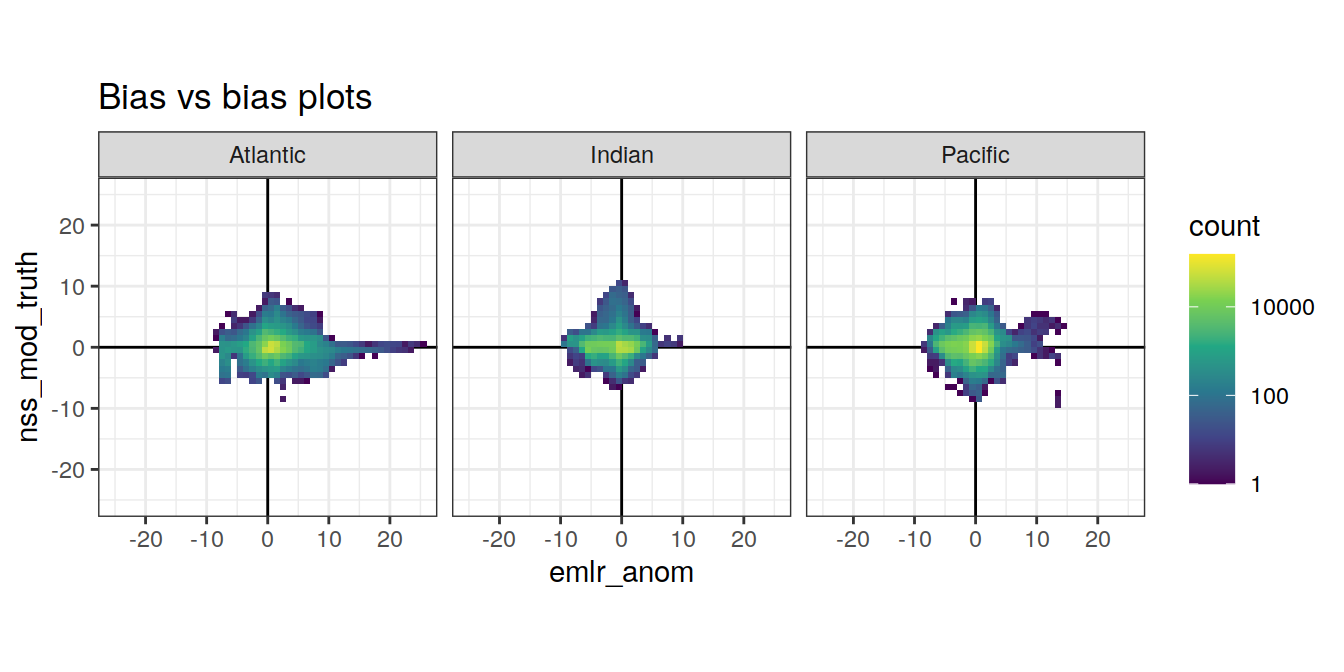 Bias vs bias plots
Atlantic Indian Pacific
nss_mod_truth
20
10
0
-10
-20
-20 -10 0 10 20 -20 -10 0 10 20 -20 -10 0 10 20
emlr_anom
count
10000
100
1